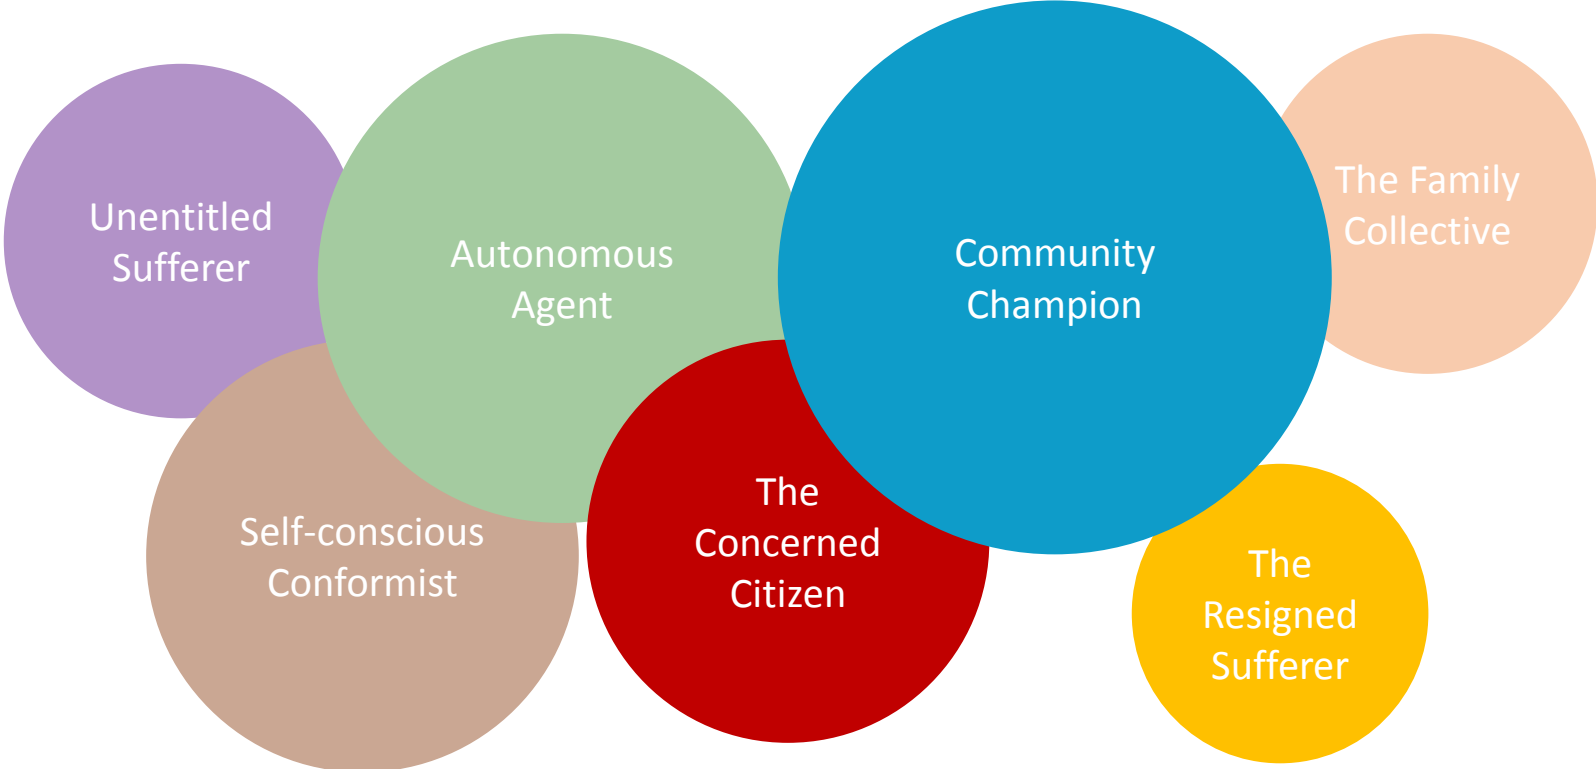 Unentitled
Sufferer
Autonomous
Agent
Community
Champion
The Family
Collective
Self-conscious
Conformist
The
Concerned
Citizen
The
Resigned
Sufferer